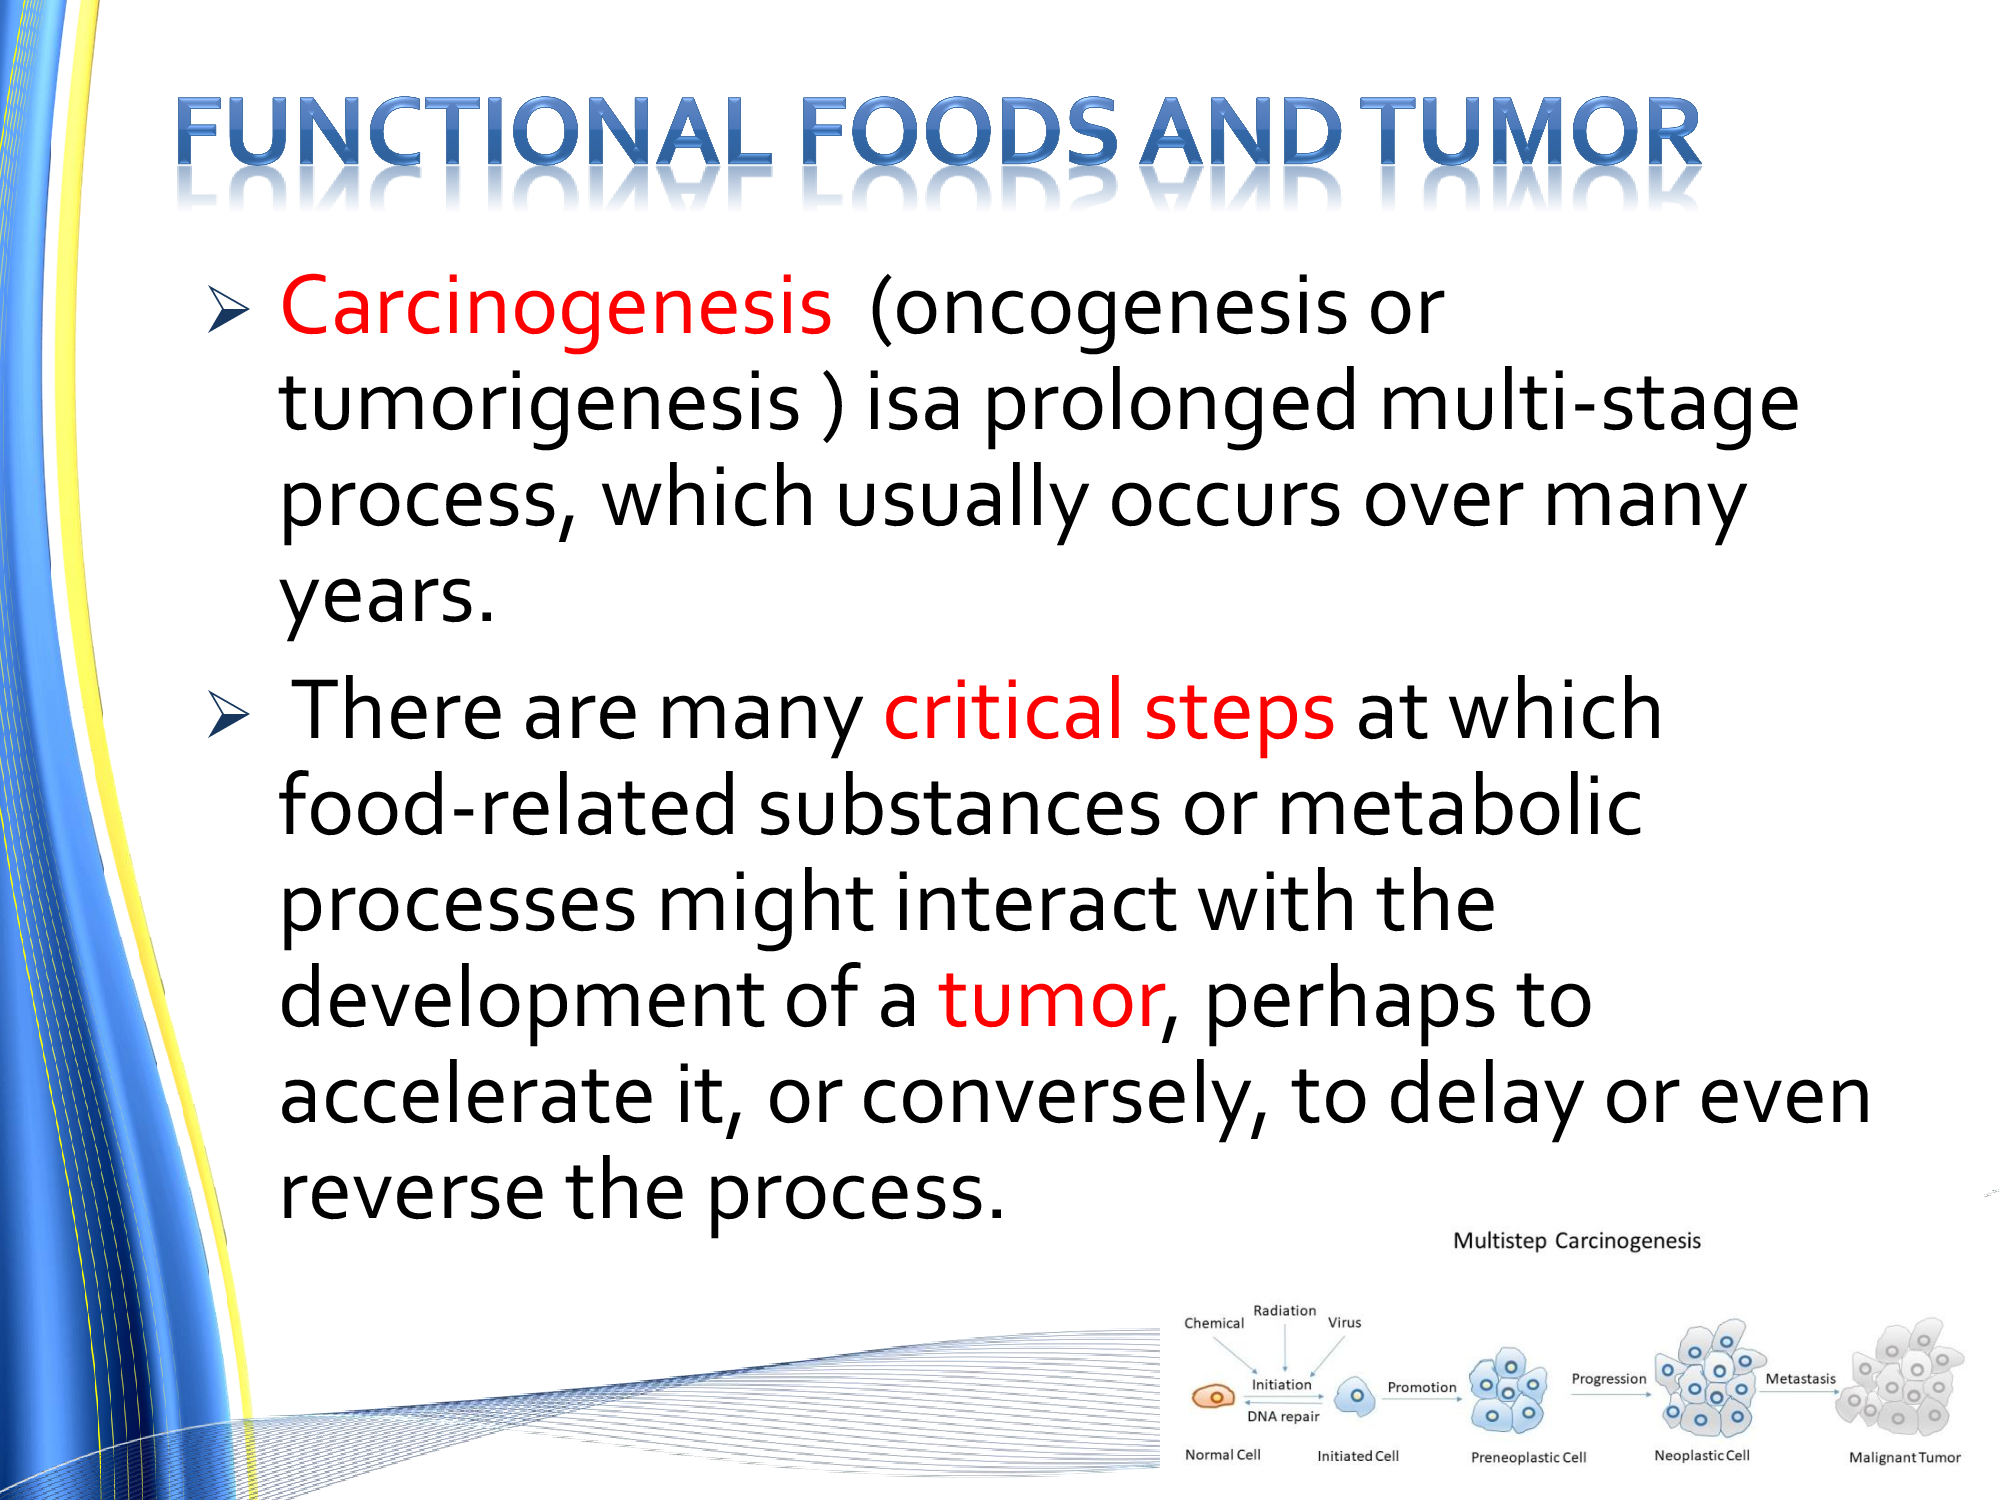 FUNCTIONAL FOODS AND TUMOR
Carcinogenesis (oncogenesis or
tumorigenesis ) isa prolonged multi-stage
process, which usually occurs over many
years.
There are many critical steps at which
food-related substances or metabolic
processes might interact with the
development of a tumor, perhaps to
accelerate it, or conversely, to delay or even
reverse the process.
Multistep Carcinogenesis
Chemical Radiation Virus
Initiation
DNA repair
Promotion
Progression
Metastasis
Normal Cell
Initiated Cell
Preneoplastic Cell
Neoplastic Cell
Malignant Tumor